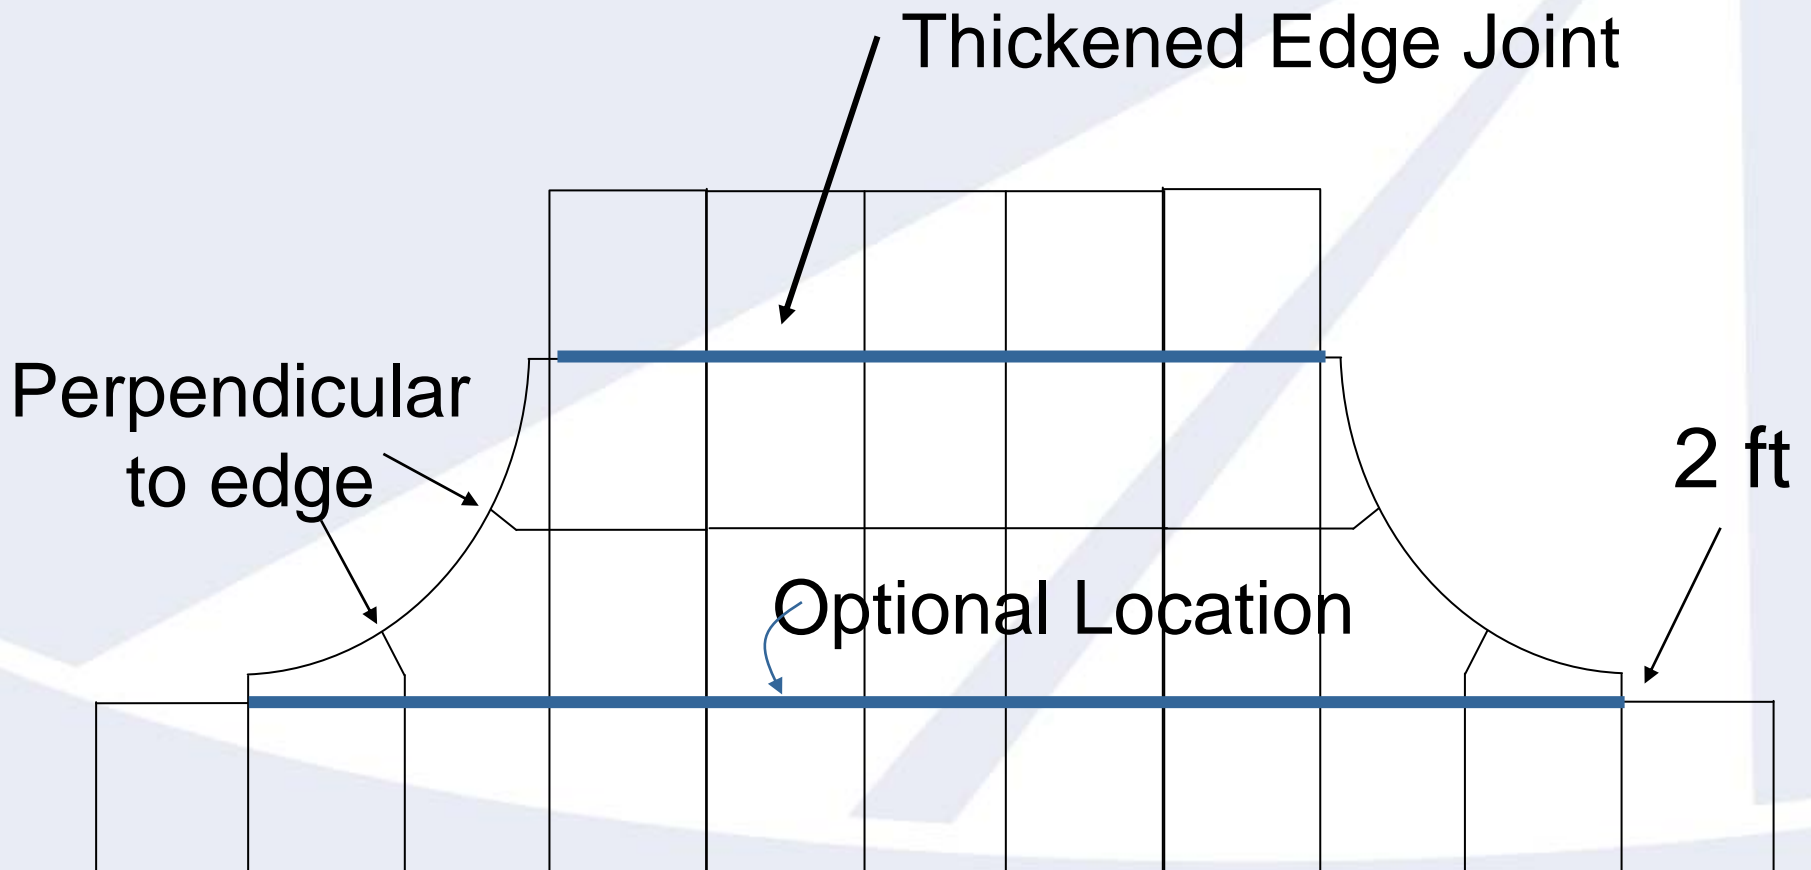 Thickened Edge Joint
Perpendicular
to edge
2 ft
Optional Location